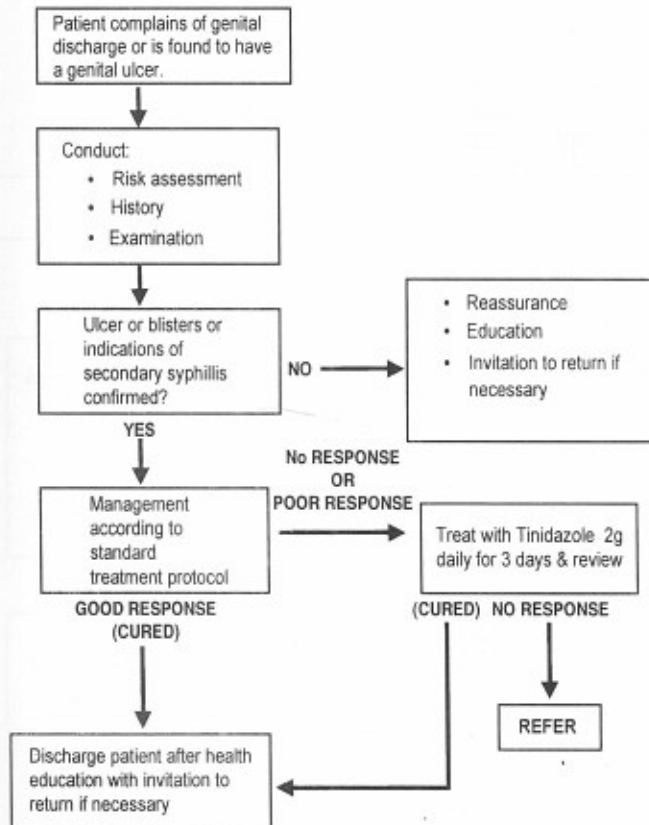 Patient complains of genital
discharge or is found to have
a genital ulcer.
Conduct:
• Risk assessment
• History
• Examination
Ulcer or blisters or
indications of
secondary syphillis
confirmed?
NO
• Reassurance
• Education
• Invitation to return if
necessary
YES
No RESPONSE
OR
POOR RESPONSE
Management
according to
standard
treatment protocol
Treat with Tinidazole 2g
daily for 3 days & review
GOOD RESPONSE
(CURED)
(CURED) NO RESPONSE
REFER
Discharge patient after health
education with invitation to
return if necessary